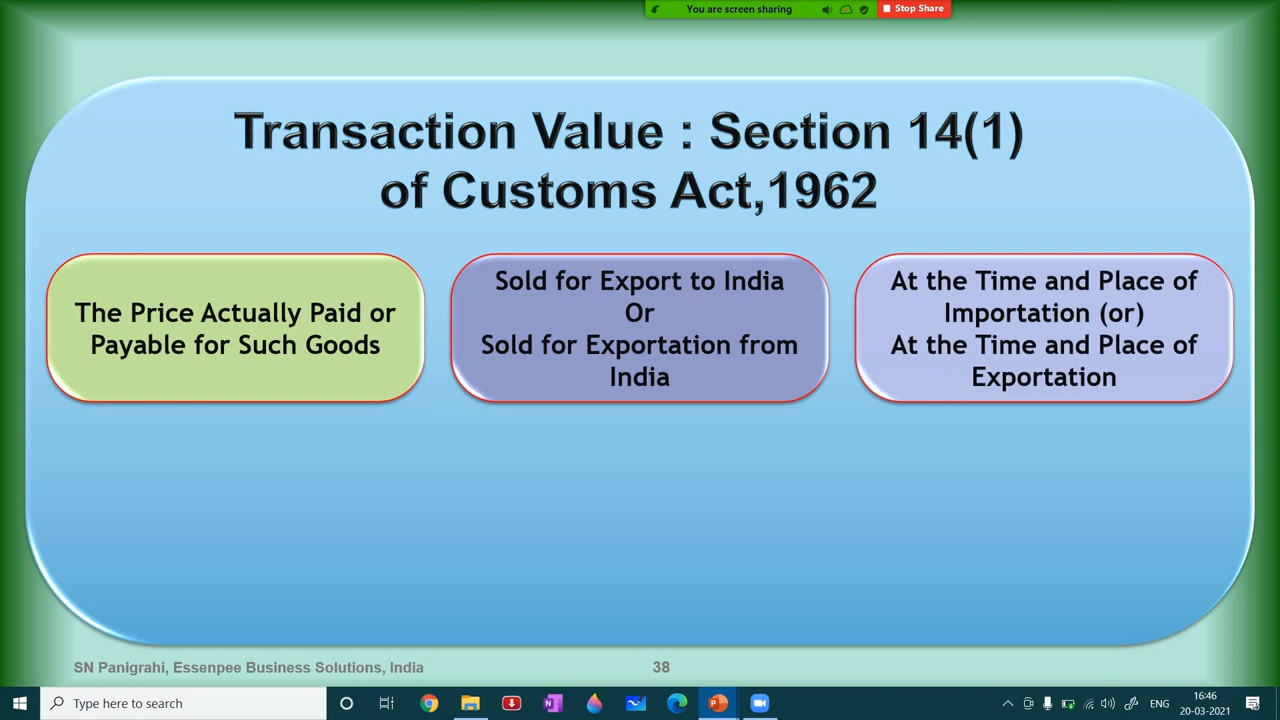 You are screen sharing
Stop Share
Transaction Value : Section 14(1)
of Customs Act,1962
The Price Actually Paid or
Payable for Such Goods
Sold for Export to India
Or
Sold for Exportation from
India
At the Time and Place of
Importation (or)
At the Time and Place of
Exportation
SN Panigrahi, Essenpee Business Solutions, India
38
Type here to search
ENG
16:46
20-03-2021